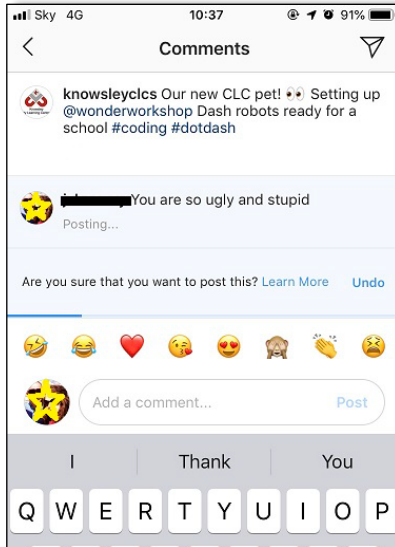 Sky 4G 10:37 91%
Comments
knowsleyclcs Our new CLC pet! 👀 Setting up
@wonderworkshop Dash robots ready for a
school #coding #dotdash
You are so ugly and stupid
Posting...
Are you sure that you want to post this? Learn More Undo
Add a comment... Post
I Thank You
Q W E R T Y U I O P